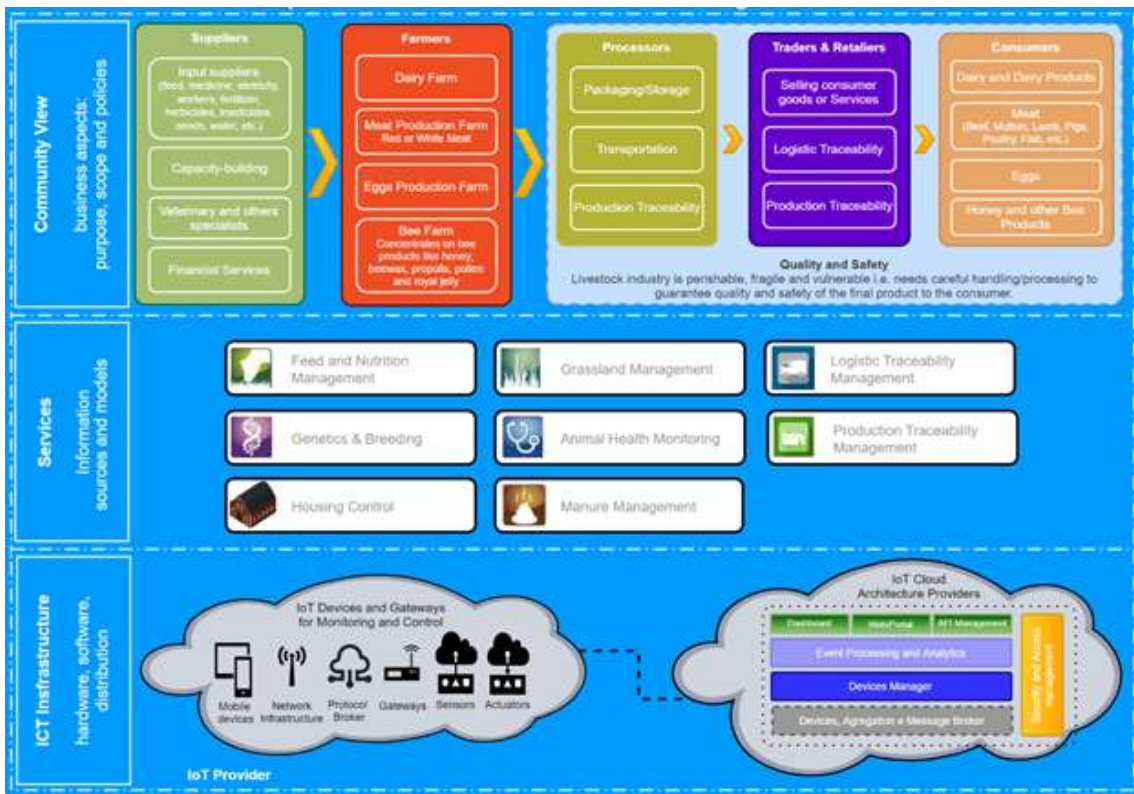 Community View
business aspects:
purpose, scope and policies
Suppliers
Input suppliers
(feed, medicine, electricity,
workers, fertilizers,
herbicides, insecticides,
seeds, water, etc.)
Capacity-building
Veterinary and others
specialists
Financial Services
Farmers
Dairy Farm
Meat Production Farm
Red or White Meat
Eggs Production Farm
Bee Farm
Concentrates on bee
products like honey,
beewax, propolis, pollen
and royal jelly
Processors
Packaging/Storage
Transportation
Production Traceability
Traders & Retaliers
Selling consumer
goods or Services
Logistic Traceability
Production Traceability
Consumers
Dairy and Dairy Products
Meat
(Beef, Mutten, Lamb, Pigs,
Poultry, Fish, etc.)
Eggs
Honey and other Bee
Products
Quality and Safety
Livestock industry is perishable, fragile and vulnerable i.e. needs careful handling/processing to
guarantee quality and safety of the final product to the consumer.
Services
Information
sources and models
Feed and Nutrition
Management
Grassland Management
Logistic Traceability
Management
Genetics & Breeding
Animal Health Monitoring
Production Traceability
Management
Housing Control
Manure Management
ICT Insfrastructure
hardware, software,
distribution
IoT Devices and Gateways
for Monitoring and Control
Mobile
devices
Network
Infrastructure
Protocol
Broker
Gateways
Sensors
Actuators
IoT Provider
IoT Cloud
Architecture Providers
Dashboard
WebPortal
API Management
Event Processing and Analytics
Devices Manager
Devices, Agregation e Message Broker
Security and Access
management